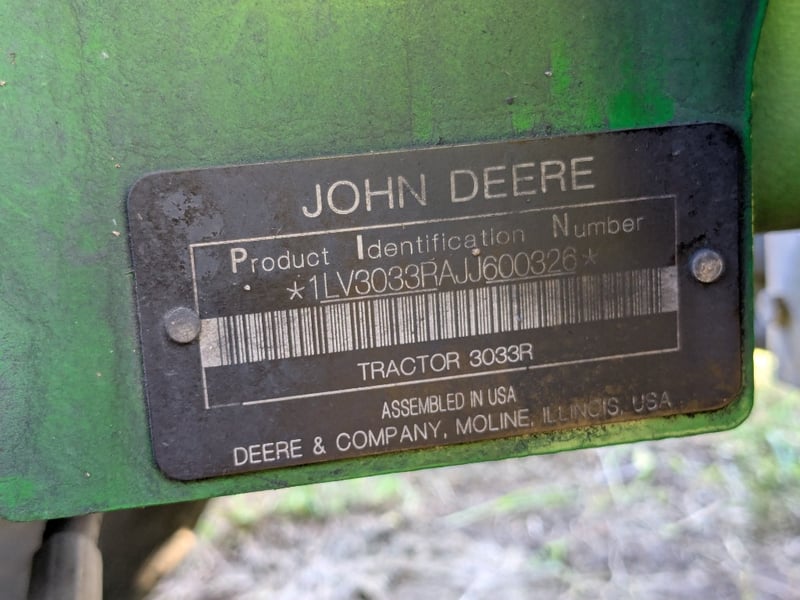 JOHN DEERE
Product Identification Number
*1LV3033RAJJ600326*
TRACTOR 3033R
ASSEMBLED IN USA
DEERE & COMPANY, MOLINE, ILLINOIS, USA